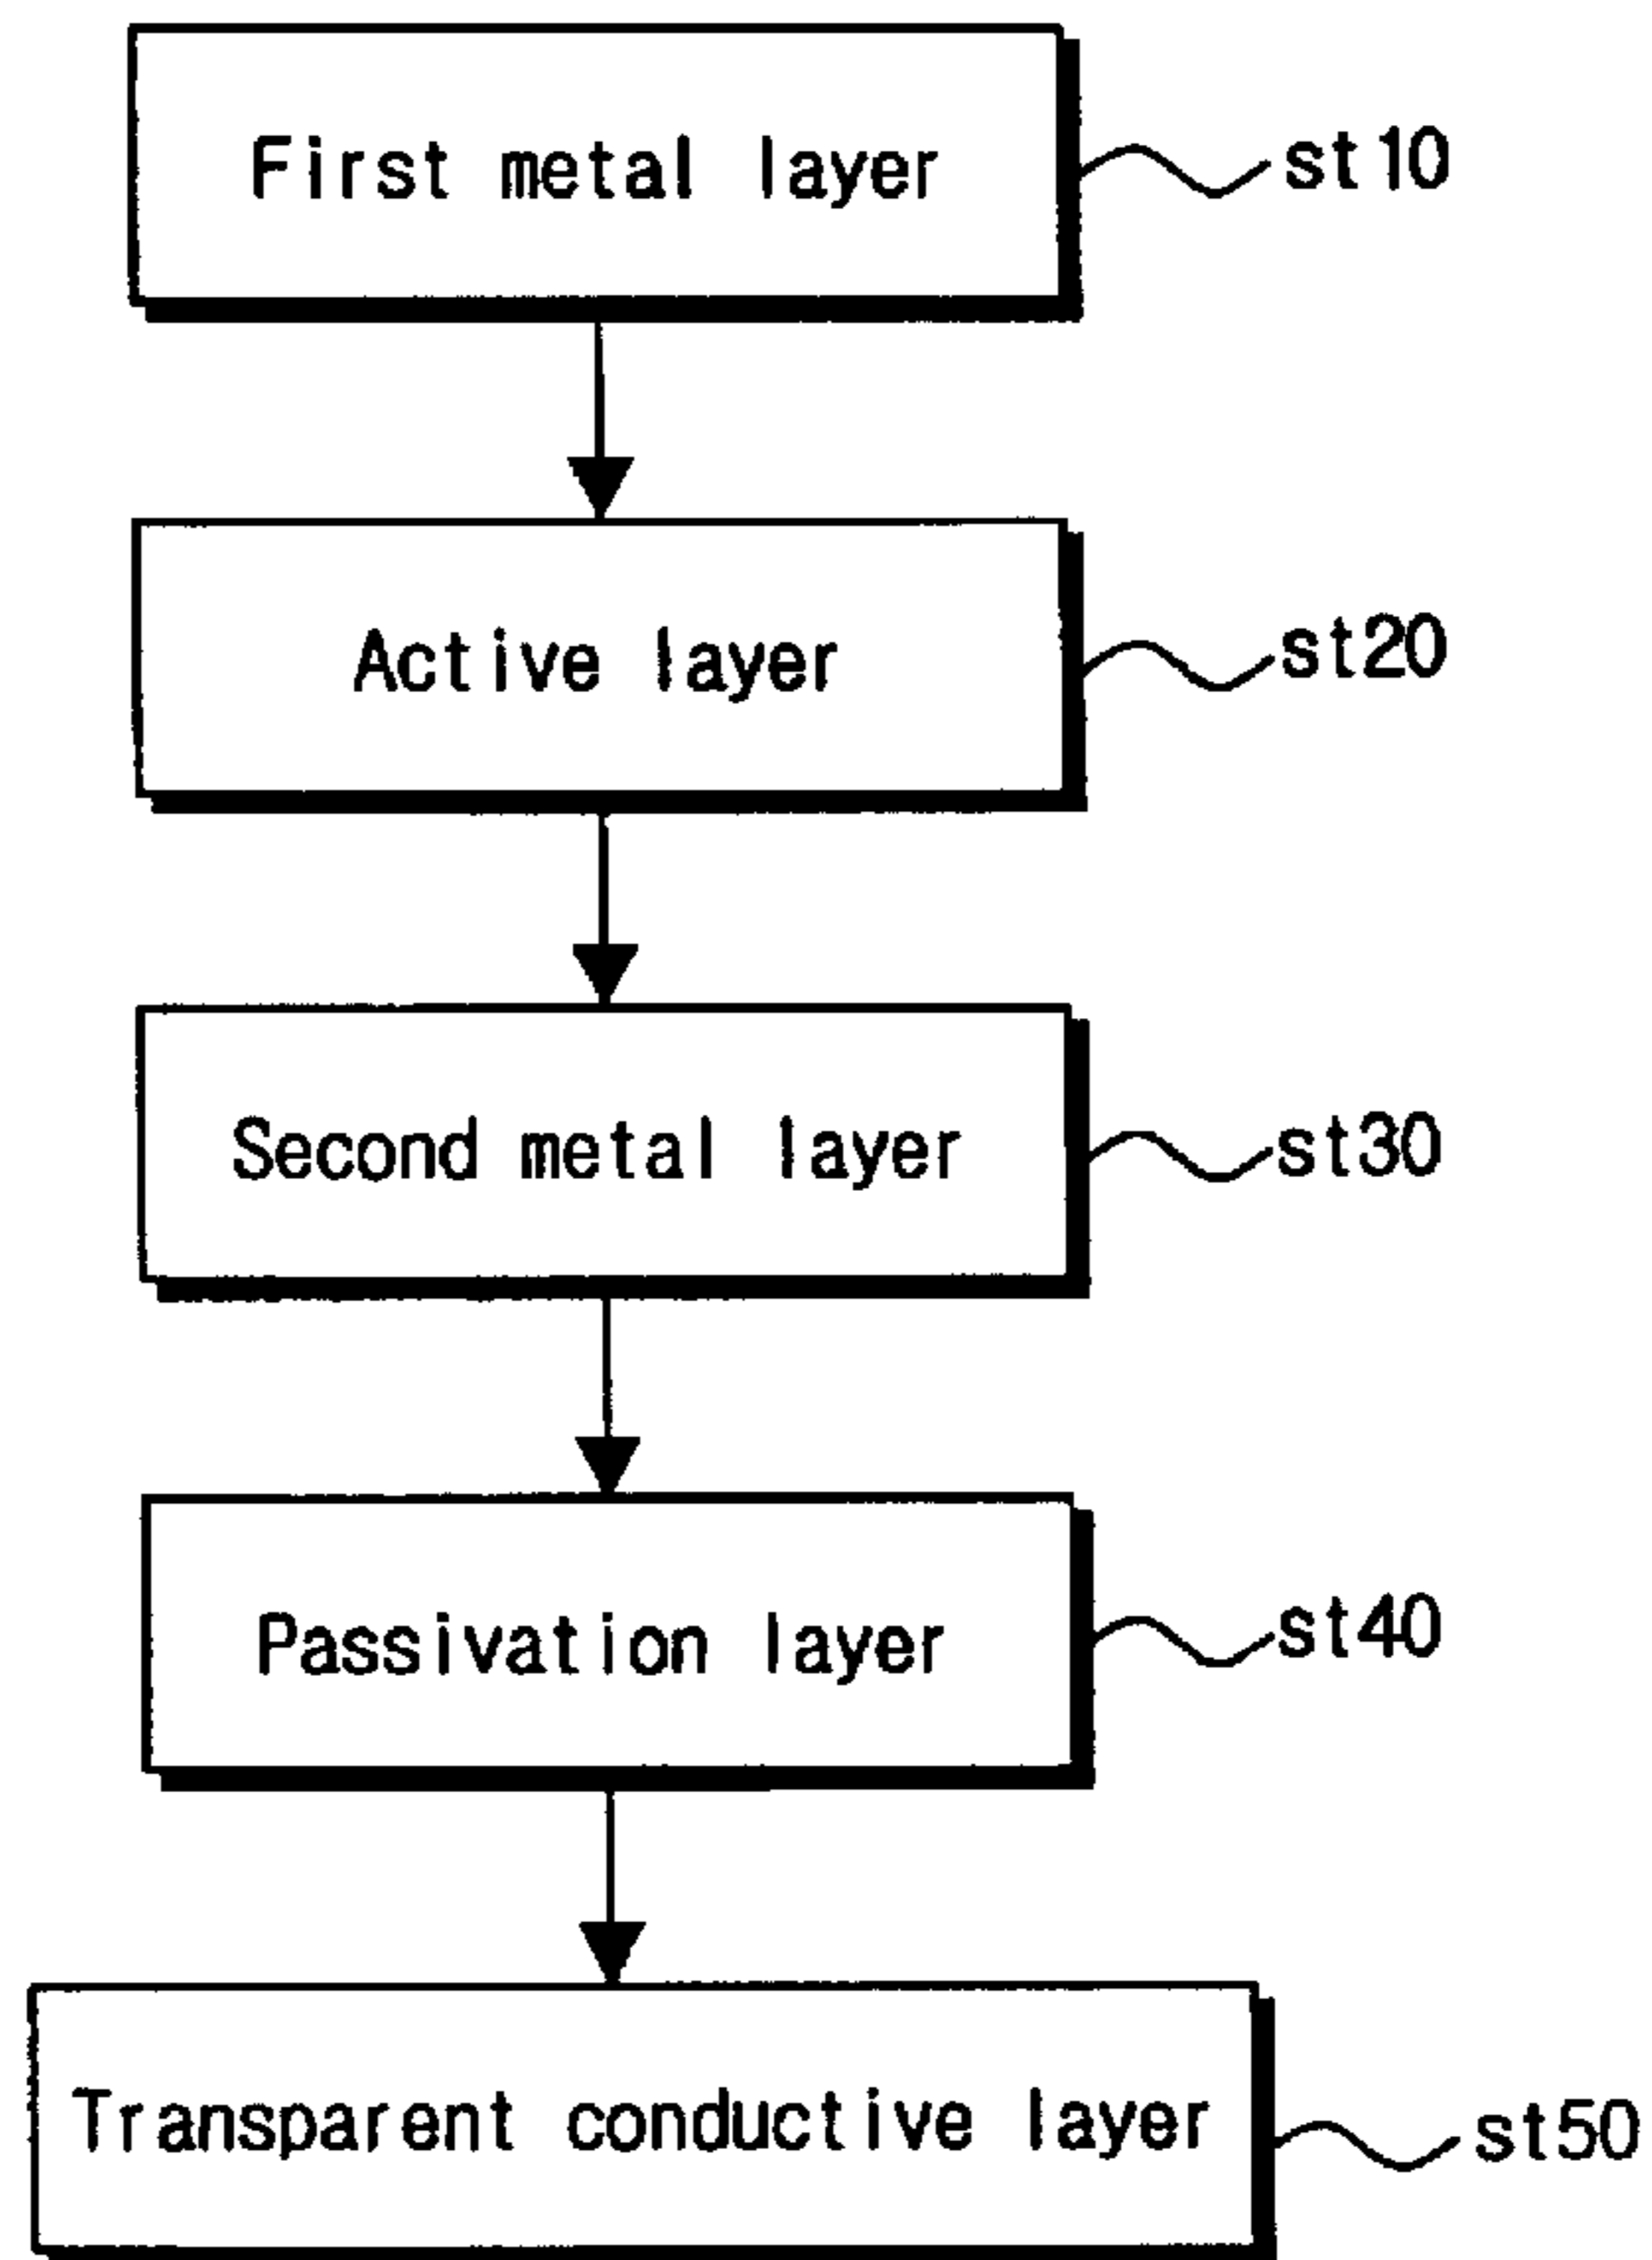 First metal layer st10
Active layer st20
Second metal layer st30
Passivation layer st40
Transparent conductive layer st50